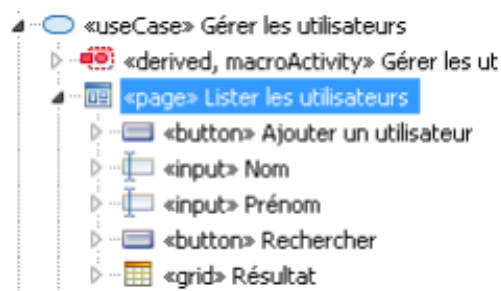 «useCase» Gérer les utilisateurs
«derived, macroActivity» Gérer les ut
«page» Lister les utilisateurs
«button» Ajouter un utilisateur
«input» Nom
«input» Prénom
«button» Rechercher
«grid» Résultat